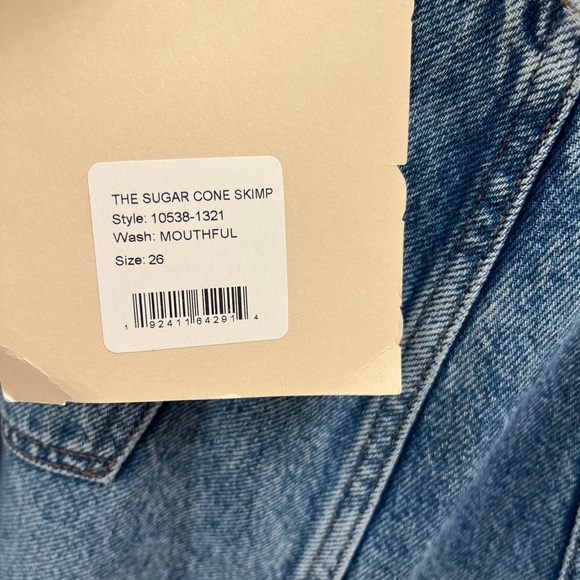 THE SUGAR CONE SKIMP
Style: 10538-1321
Wash: MOUTHFUL
Size: 26
1 92411 64291 4